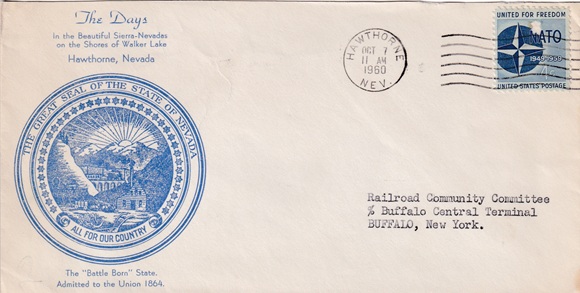 The Days
In the Beautiful Sierra-Nevadas
on the Shores of Walker Lake
Hawthorne, Nevada
THE GREAT SEAL OF THE STATE OF NEVADA
ALL FOR OUR COUNTRY
The "Battle Born" State.
Admitted to the Union 1864.
HAWTHORNE
OCT 7
11 AM
1960
NEV.
UNITED FOR FREEDOM
NATO
1949-1959
UNITED STATES POSTAGE
Railroad Community Committee
% Buffalo Central Terminal
BUFFALO, New York.